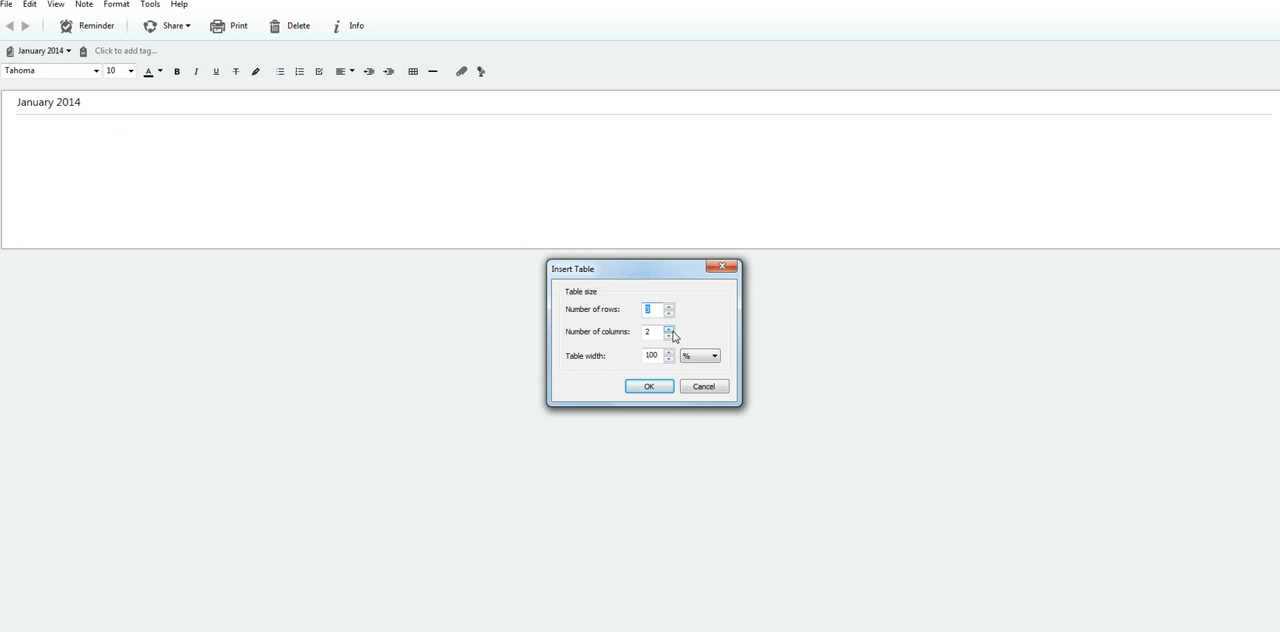 File Edit View Note Format Tools Help
Reminder Share Print Delete Info
January 2014 Click to add tag...
Tahoma 10 A B I U T
January 2014
Insert Table
Table size
Number of rows: 3
Number of columns: 2
Table width: 100 %
OK Cancel